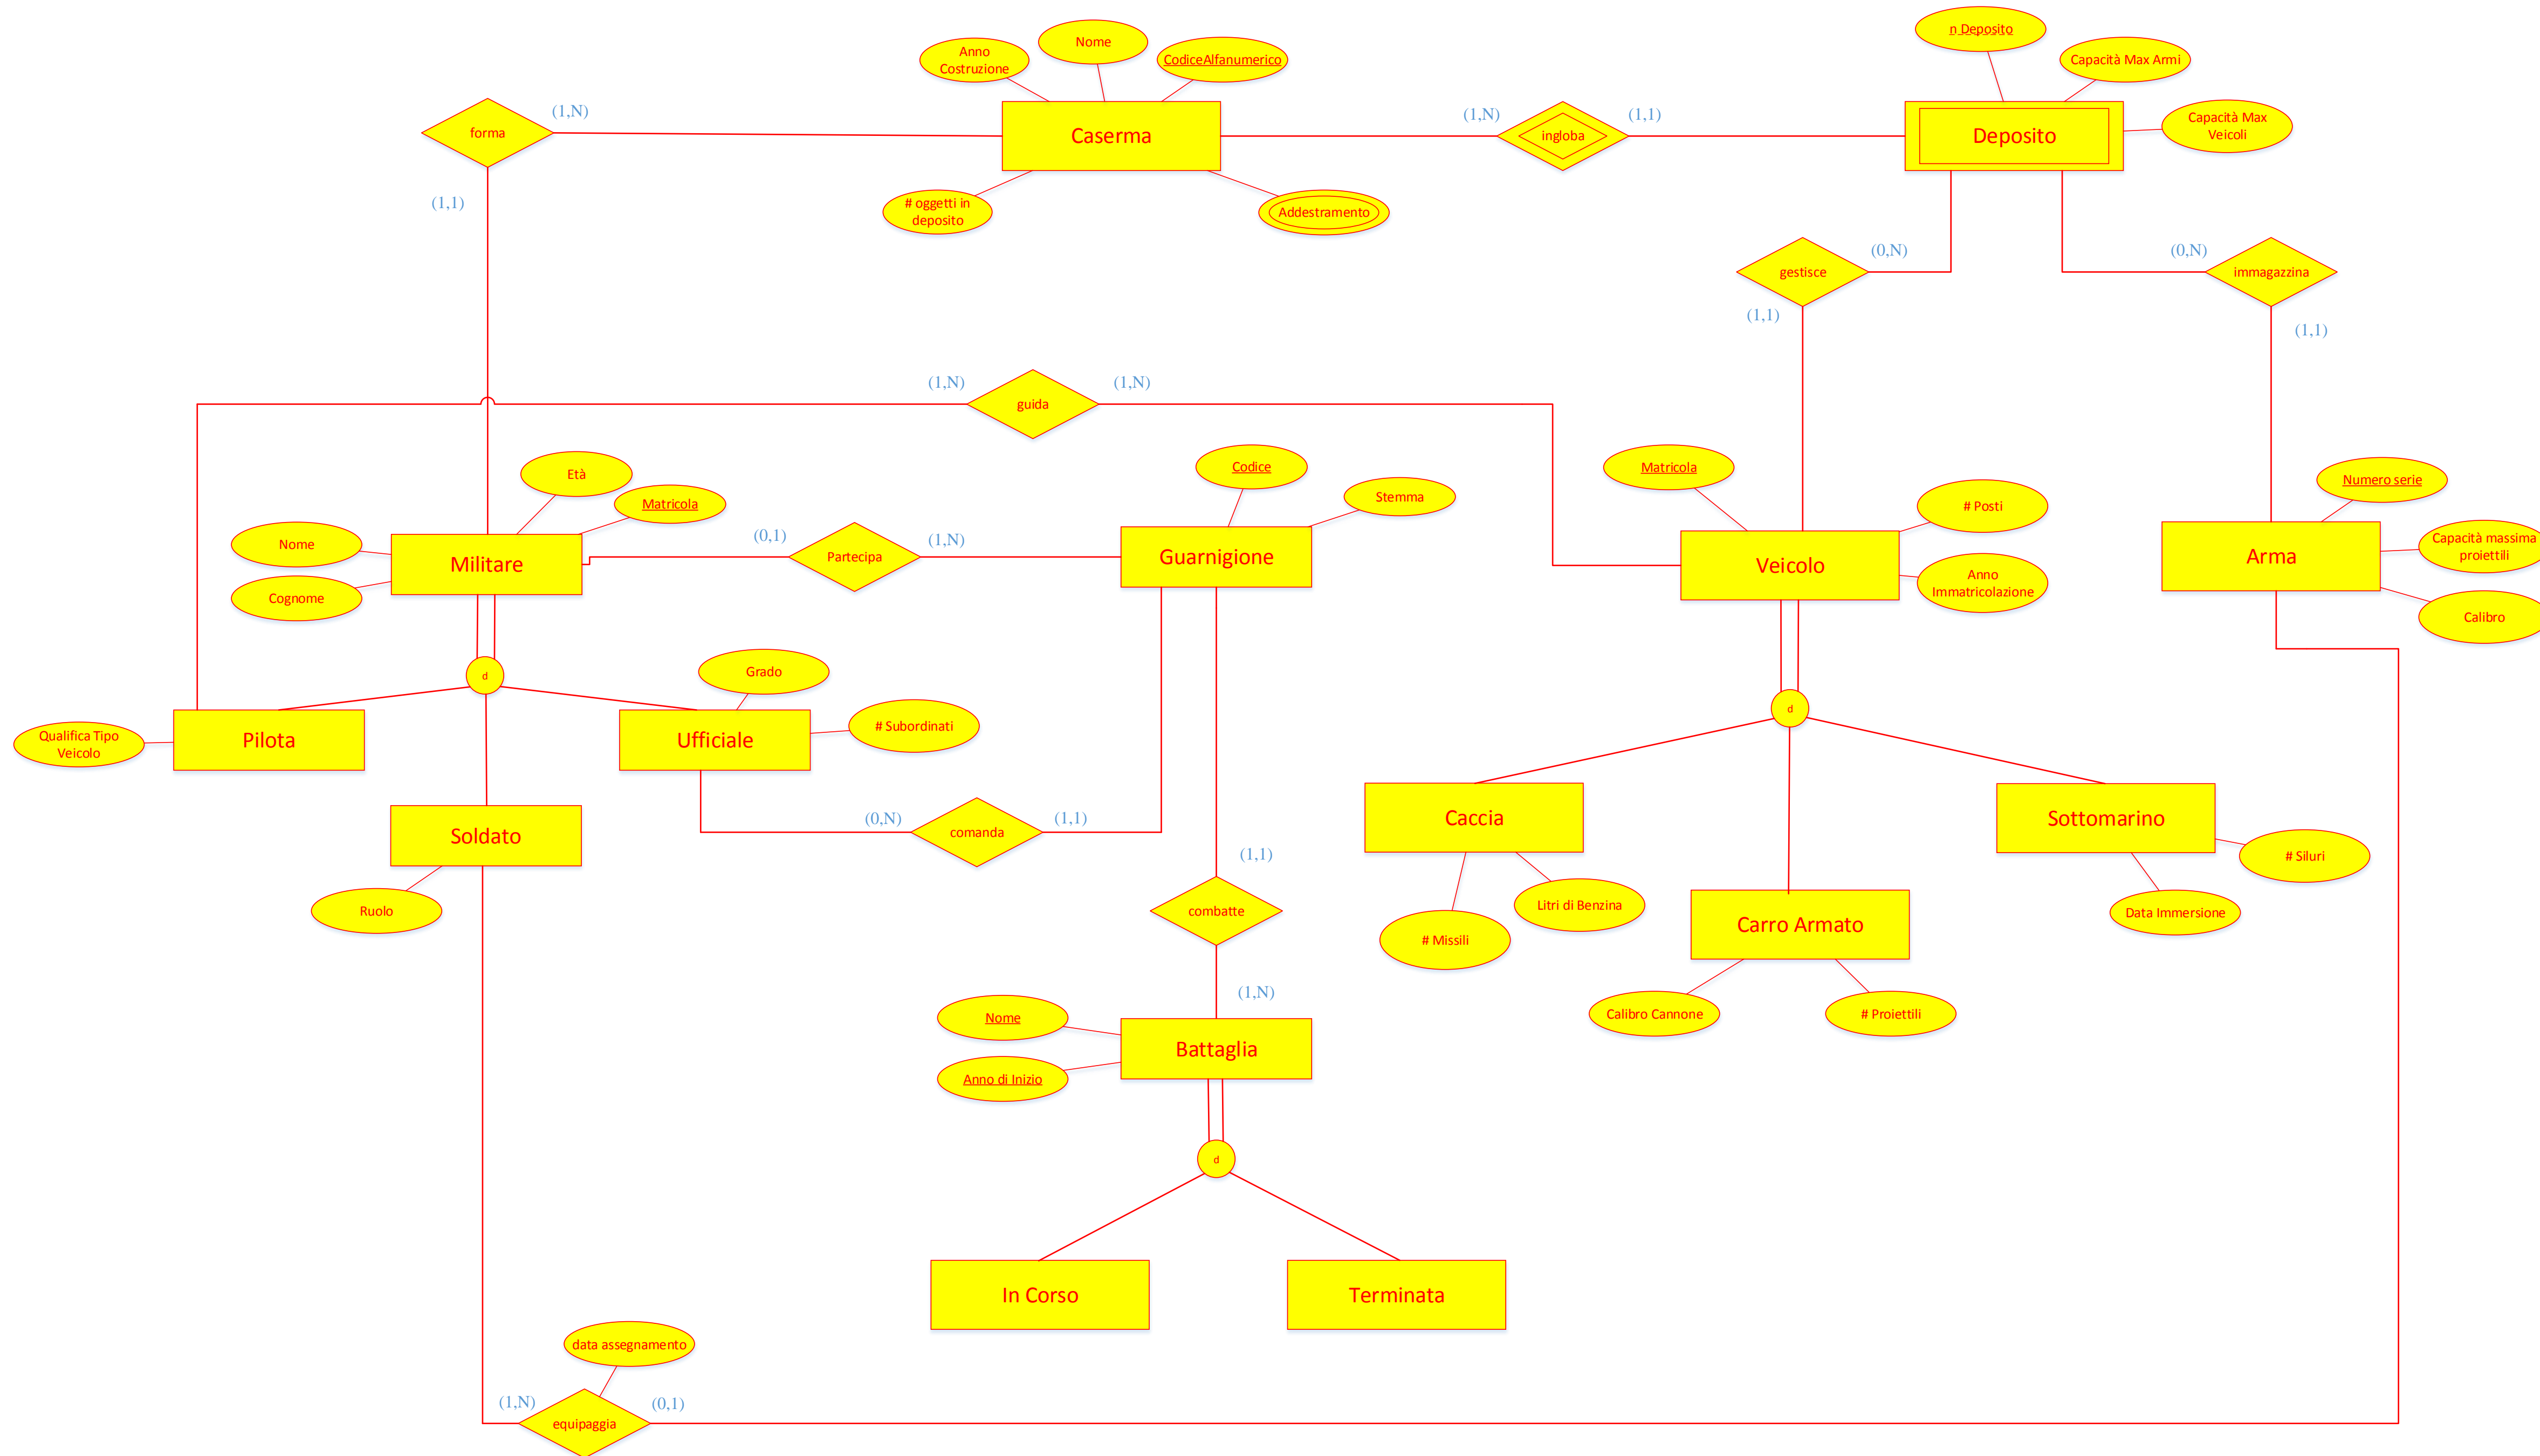 n Deposito
Nome
Anno
Costruzione
CodiceAlfanumerico
Capacità Max Armi
(1,N)
forma
Caserma
(1,N)
ingloba
(1,1)
Deposito
Capacità Max
Veicoli
(1,1)
# oggetti in
deposito
Addestramento
gestisce
(0,N)
(0,N)
immagazzina
(1,1)
(1,1)
(1,N)
guida
(1,N)
Età
Matricola
Codice
Stemma
Matricola
# Posti
Numero serie
Nome
Cognome
Militare
(0,1)
Partecipa
(1,N)
Guarnigione
Veicolo
Anno
Immatricolazione
Arma
Capacità massima
proiettili
Calibro
d
Grado
# Subordinati
Qualifica Tipo
Veicolo
Pilota
Ufficiale
d
Soldato
(0,N)
comanda
(1,1)
Caccia
Sottomarino
(1,1)
# Siluri
Ruolo
combatte
# Missili
Litri di Benzina
Carro Armato
Data Immersione
(1,N)
Nome
Anno di Inizio
Battaglia
Calibro Cannone
# Proiettili
d
In Corso
Terminata
data assegnamento
(1,N)
equipaggia
(0,1)